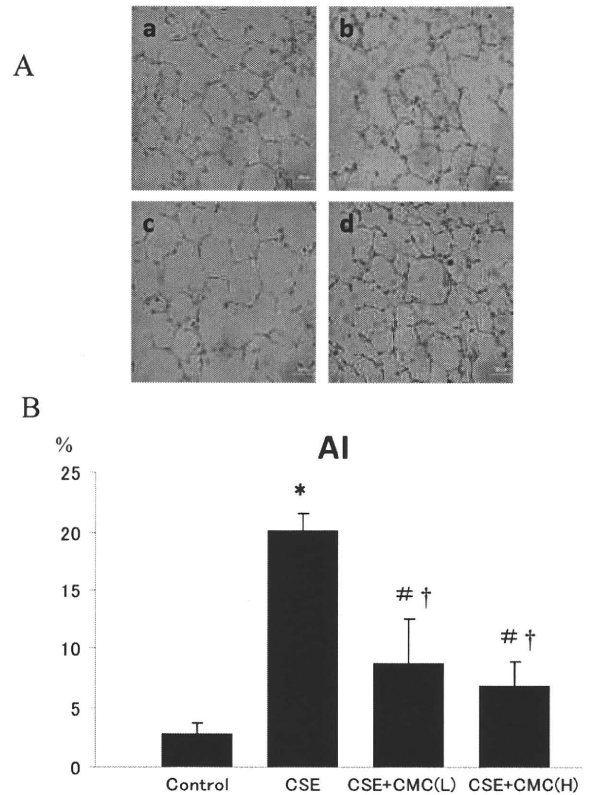 A
a
b
c
d
B
%
AI
25
*
20
15
# †
10
# †
5
0
Control
CSE
CSE+CMC(L)
CSE+CMC(H)